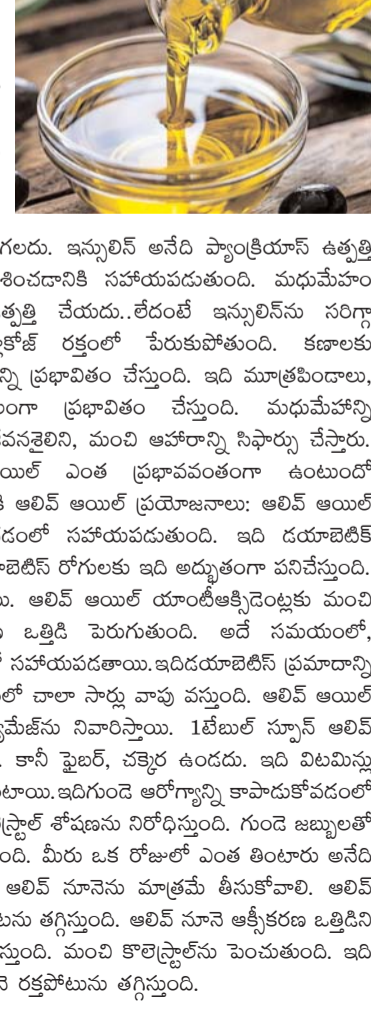 గలదు. ఇన్సులిన్ అనేది ప్యాంక్రియాస్ ఉత్పత్తి
శించడానికి సహాయపడుతుంది. మధుమేహం
త్పత్తి చేయదు..లేదంటే ఇన్సులిన్‌ను సరిగ్గా
కోజ్ రక్తంలో పేరుకుపోతుంది. కణాలకు
న్ని ప్రభావితం చేస్తుంది. ఇది మూత్రపిండాలు,
ంగా ప్రభావితం చేస్తుంది. మధుమేహాన్ని
వనశైలిని, మంచి ఆహారాన్ని సిఫార్సు చేస్తారు.
యిల్ ఎంత ప్రభావవంతంగా ఉంటుందో
కి ఆలివ్ ఆయిల్ ప్రయోజనాలు: ఆలివ్ ఆయిల్
డంలో సహాయపడుతుంది. ఇది డయాబెటిక్
బెటిస్ రోగులకు ఇది అద్భుతంగా పనిచేస్తుంది.
యి. ఆలివ్ ఆయిల్ యాంటీఆక్సిడెంట్లకు మంచి
ఒత్తిడి పెరుగుతుంది. అదే సమయంలో,
సహాయపడతాయి.ఇదిడయాబెటిస్ ప్రమాదాన్ని
లో చాలా సార్లు వాపు వస్తుంది. ఆలివ్ ఆయిల్
మేజ్‌ను నివారిస్తాయి. 1టేబుల్ స్పూన్ ఆలివ్
. కానీ ఫైబర్, చక్కెర ఉండదు. ఇది విటమిన్లు
టాయి.ఇదిగుండె ఆరోగ్యాన్ని కాపాడుకోవడంలో
స్ట్రాల్ శోషణను నిరోధిస్తుంది. గుండె జబ్బులతో
ంది. మీరు ఒక రోజులో ఎంత తింటారు అనేది
ఆలివ్ నూనెను మాత్రమే తీసుకోవాలి. ఆలివ్
టను తగ్గిస్తుంది. ఆలివ్ నూనె ఆక్సీకరణ ఒత్తిడిని
స్తుంది. మంచి కొలెస్ట్రాల్‌ను పెంచుతుంది. ఇది
నె రక్తపోటును తగ్గిస్తుంది.